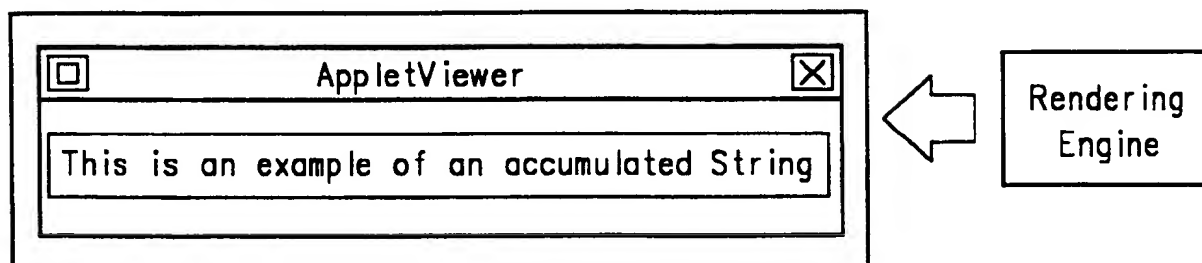 AppletViewer
This is an example of an accumulated String
Rendering
Engine